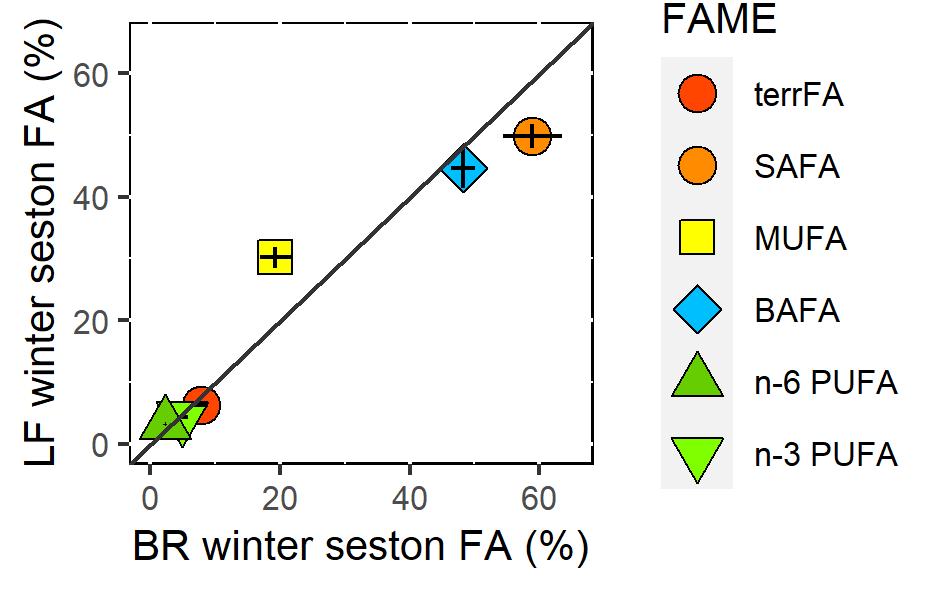 LF winter seston FA (%)
60
40
20
0
0 20 40 60
BR winter seston FA (%)
FAME
terrFA
SAFA
MUFA
BAFA
n-6 PUFA
n-3 PUFA